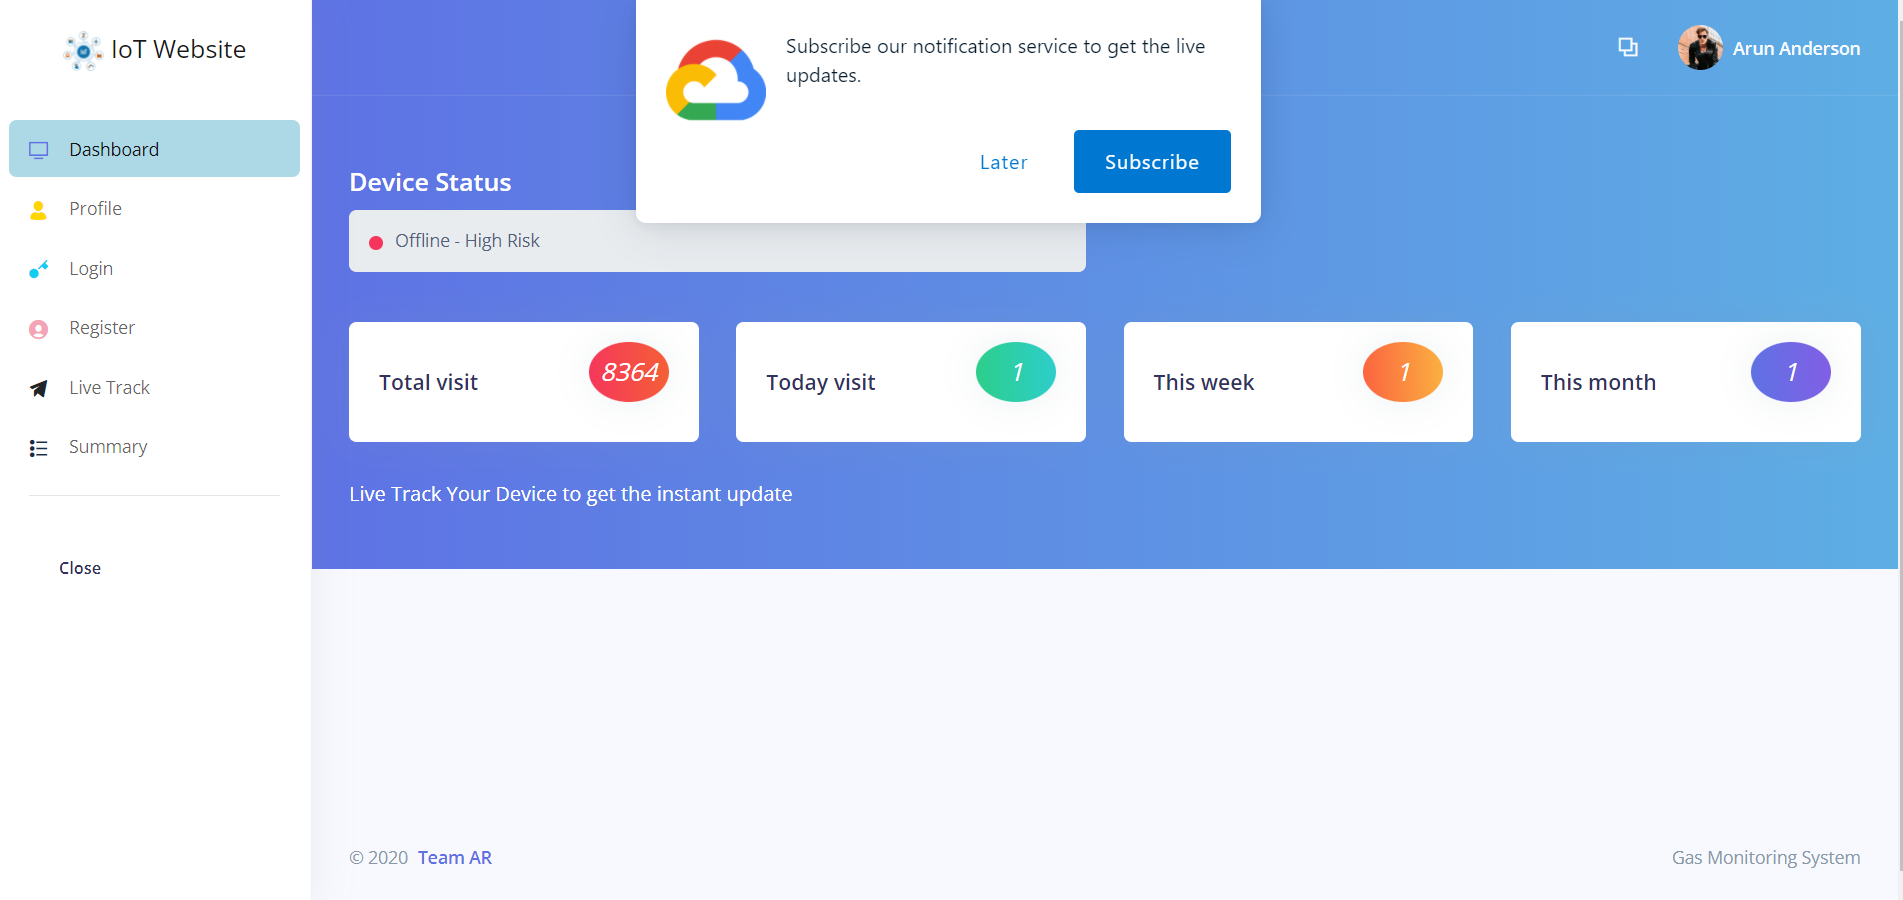 IoT Website
Dashboard
Profile
Login
Register
Live Track
Summary
Close
Subscribe our notification service to get the live
updates.
Later
Subscribe
Arun Anderson
Device Status
Offline - High Risk
Total visit
8364
Today visit
1
This week
1
This month
1
Live Track Your Device to get the instant update
© 2020 Team AR
Gas Monitoring System